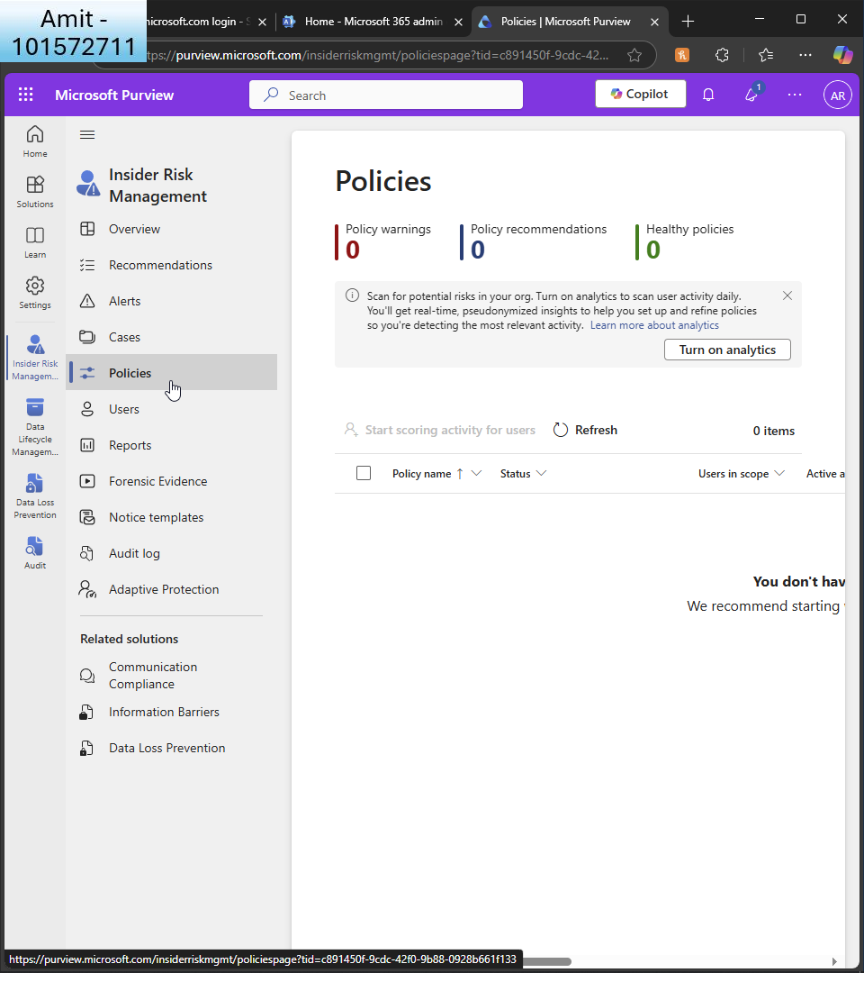 Amit -
101572711
microsoft.com login - S
Home - Microsoft 365 admin
Policies | Microsoft Purview
https://purview.microsoft.com/insiderriskmgmt/policiespage?tid=c891450f-9cdc-42...
Microsoft Purview
Search
Copilot
1
AR
Home
Solutions
Learn
Settings
Insider Risk
Managem...
Data
Lifecycle
Managem...
Data Loss
Prevention
Audit
Insider Risk
Management
Overview
Recommendations
Alerts
Cases
Policies
Users
Reports
Forensic Evidence
Notice templates
Audit log
Adaptive Protection
Related solutions
Communication
Compliance
Information Barriers
Data Loss Prevention
Policies
Policy warnings
0
Policy recommendations
0
Healthy policies
0
Scan for potential risks in your org. Turn on analytics to scan user activity daily.
You'll get real-time, pseudonymized insights to help you set up and refine policies
so you're detecting the most relevant activity. Learn more about analytics
Turn on analytics
Start scoring activity for users
Refresh
0 items
Policy name
Status
Users in scope
Active a
You don't hav
We recommend starting
https://purview.microsoft.com/insiderriskmgmt/policiespage?tid=c891450f-9cdc-42f0-9b88-0928b661f133